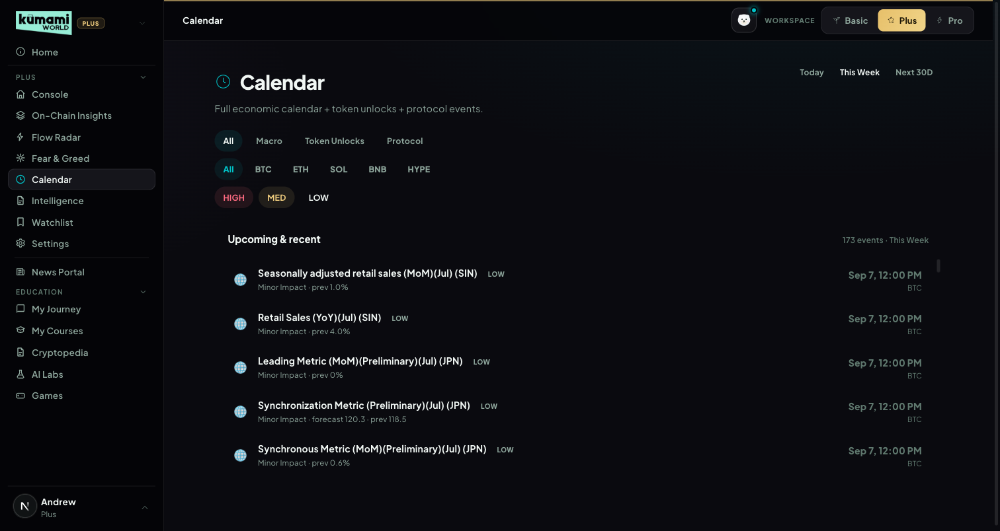 kumami
WORLD
PLUS
Home
PLUS
Console
On-Chain Insights
Flow Radar
Fear & Greed
Calendar
Intelligence
Watchlist
Settings
News Portal
EDUCATION
My Journey
My Courses
Cryptopedia
AI Labs
Games
N
Andrew
Plus
Calendar
WORKSPACE
Basic
Plus
Pro
Calendar
Today
This Week
Next 30D
Full economic calendar + token unlocks + protocol events.
All
Macro
Token Unlocks
Protocol
All
BTC
ETH
SOL
BNB
HYPE
HIGH
MED
LOW
Upcoming & recent
173 events · This Week
Seasonally adjusted retail sales (MoM)(Jul) (SIN) LOW
Minor Impact · prev 1.0%
Sep 7, 12:00 PM
BTC
Retail Sales (YoY)(Jul) (SIN) LOW
Minor Impact · prev 4.0%
Sep 7, 12:00 PM
BTC
Leading Metric (MoM)(Preliminary)(Jul) (JPN) LOW
Minor Impact · prev 0%
Sep 7, 12:00 PM
BTC
Synchronization Metric (Preliminary)(Jul) (JPN) LOW
Minor Impact · forecast 120.3 · prev 118.5
Sep 7, 12:00 PM
BTC
Synchronous Metric (MoM)(Preliminary)(Jul) (JPN) LOW
Minor Impact · prev 0.6%
Sep 7, 12:00 PM
BTC